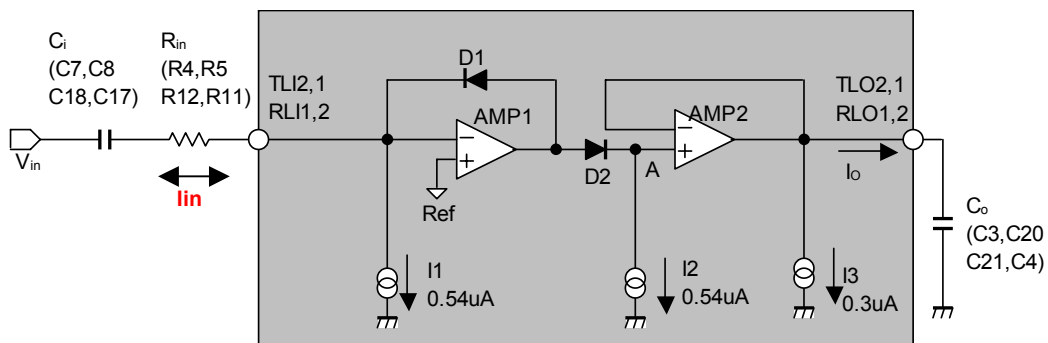 Ci
(C7,C8
C18,C17)
Rin
(R4,R5
R12,R11)
Vin
Iin
TLI2,1
RLI1,2
D1
AMP1
Ref
D2
A
AMP2
TLO2,1
RLO1,2
IO
Co
(C3,C20
C21,C4)
I1
0.54uA
I2
0.54uA
I3
0.3uA